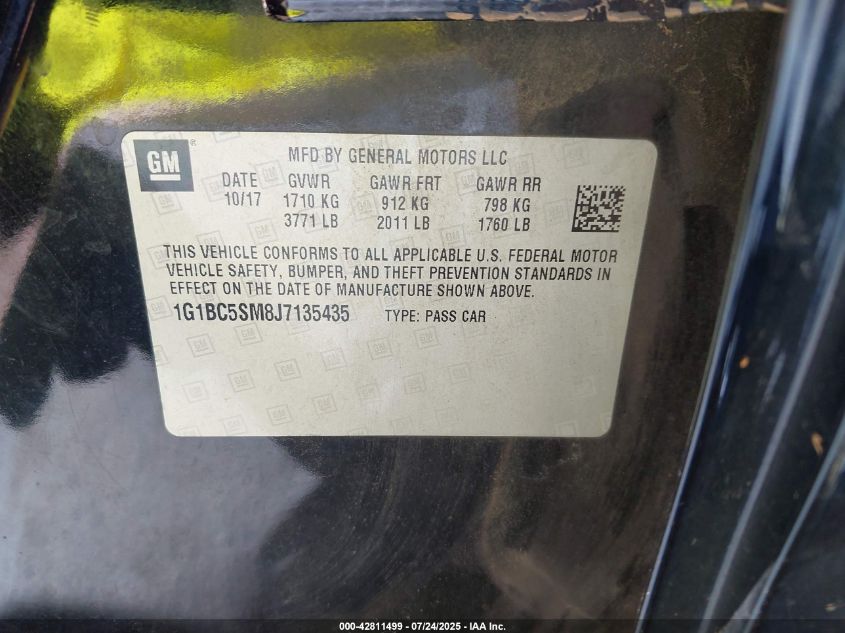 GM ®
MFD BY GENERAL MOTORS LLC
DATE GVWR GAWR FRT GAWR RR
10/17 1710 KG 912 KG 798 KG
3771 LB 2011 LB 1760 LB
THIS VEHICLE CONFORMS TO ALL APPLICABLE U.S. FEDERAL MOTOR
VEHICLE SAFETY, BUMPER, AND THEFT PREVENTION STANDARDS IN
EFFECT ON THE DATE OF MANUFACTURE SHOWN ABOVE.
1G1BC5SM8J7135435 TYPE: PASS CAR
000-42811499 - 07/24/2025 - IAA Inc.